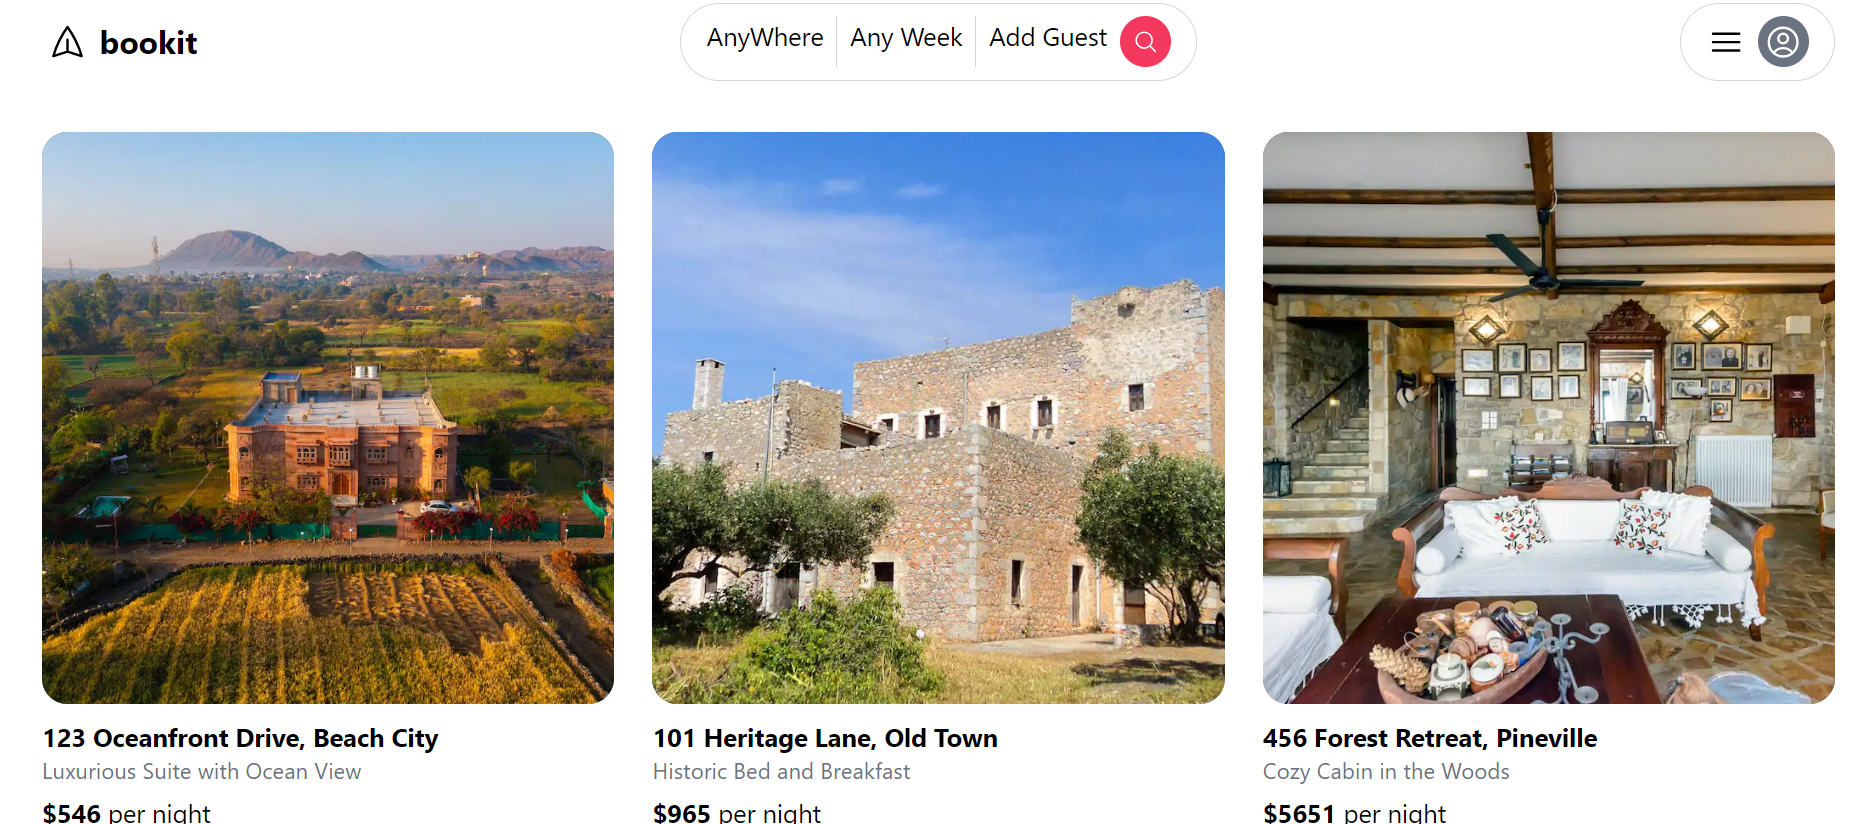 bookit
AnyWhere Any Week Add Guest
123 Oceanfront Drive, Beach City
Luxurious Suite with Ocean View
$546 per night
101 Heritage Lane, Old Town
Historic Bed and Breakfast
$965 per night
456 Forest Retreat, Pineville
Cozy Cabin in the Woods
$5651 per night